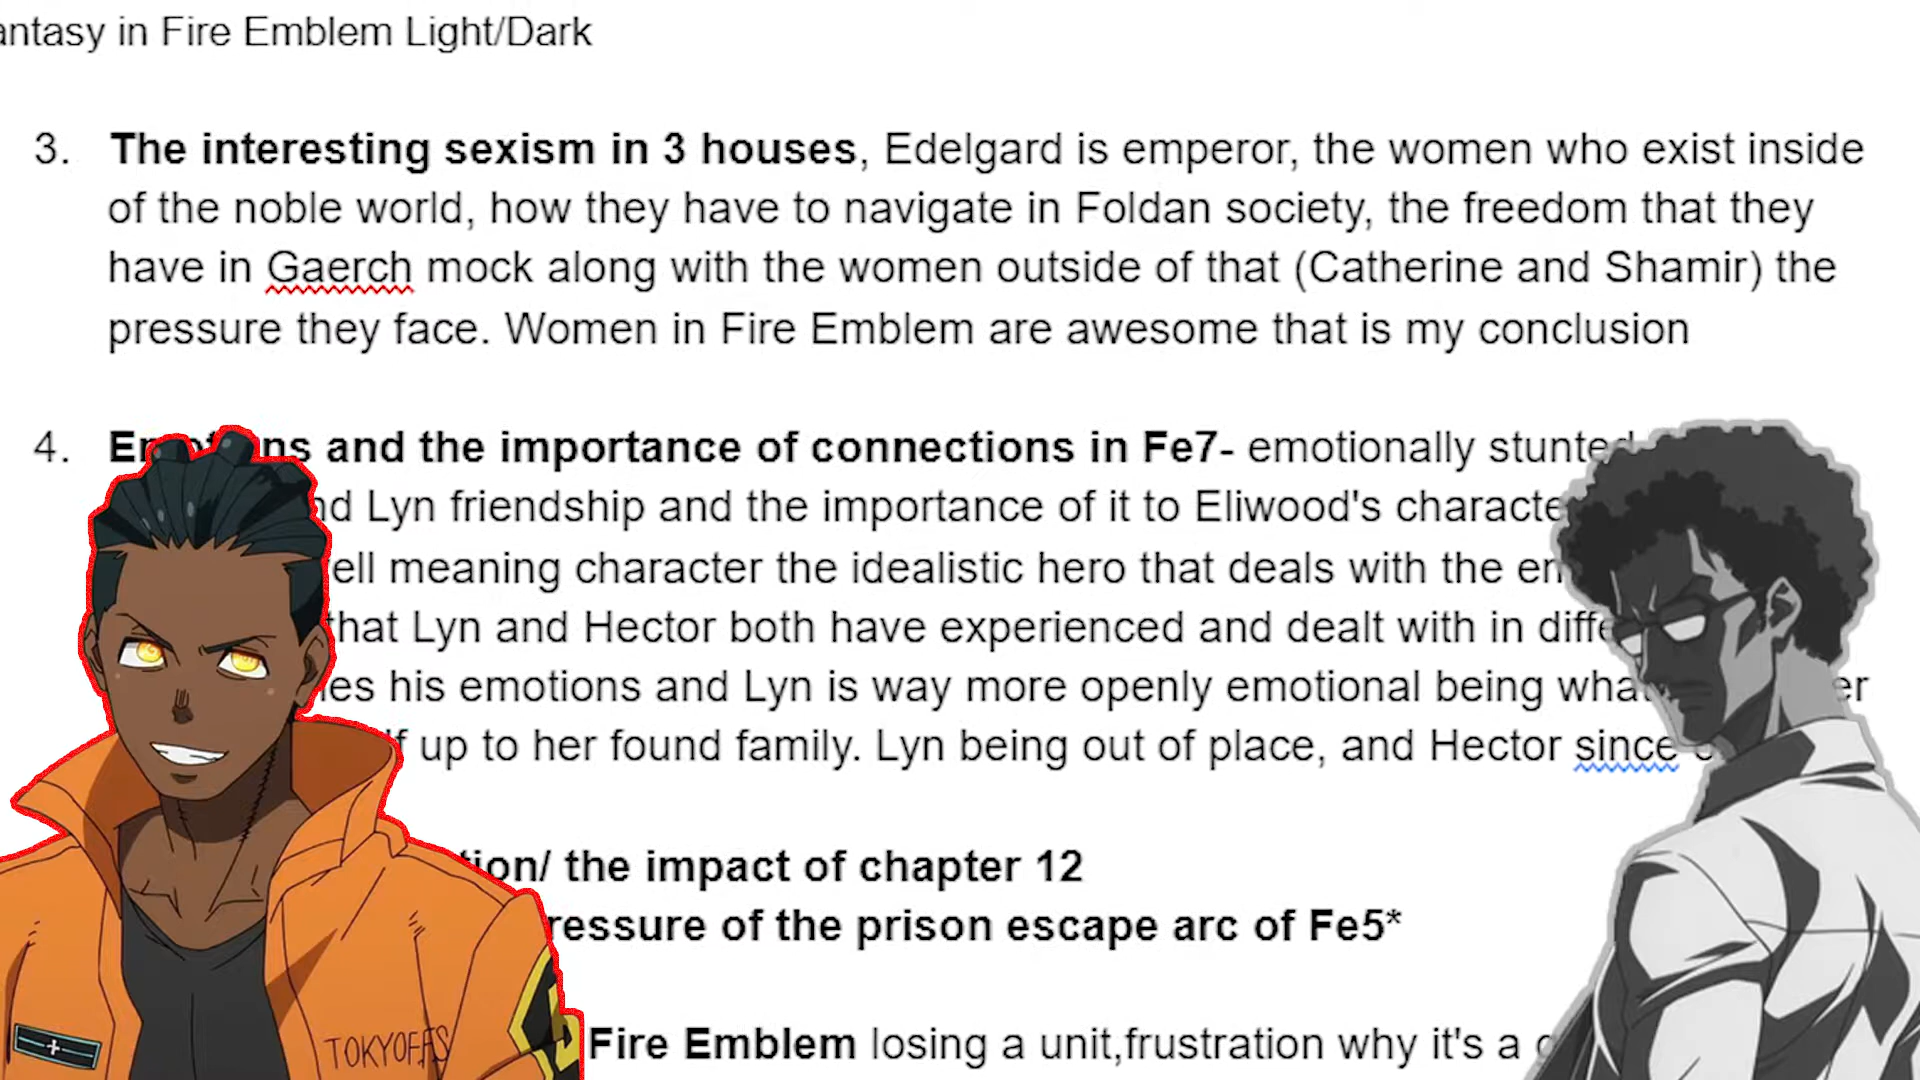 antasy in Fire Emblem Light/Dark
3. The interesting sexism in 3 houses, Edelgard is emperor, the women who exist inside
of the noble world, how they have to navigate in Foldan society, the freedom that they
have in Gaerch mock along with the women outside of that (Catherine and Shamir) the
pressure they face. Women in Fire Emblem are awesome that is my conclusion
4. Emotions and the importance of connections in Fe7- emotionally stunted
nd Lyn friendship and the importance of it to Eliwood's characte
ell meaning character the idealistic hero that deals with the em
that Lyn and Hector both have experienced and dealt with in diffe
es his emotions and Lyn is way more openly emotional being wha er
f up to her found family. Lyn being out of place, and Hector since
tion/ the impact of chapter 12
ressure of the prison escape arc of Fe5*
Fire Emblem losing a unit,frustration why it's a